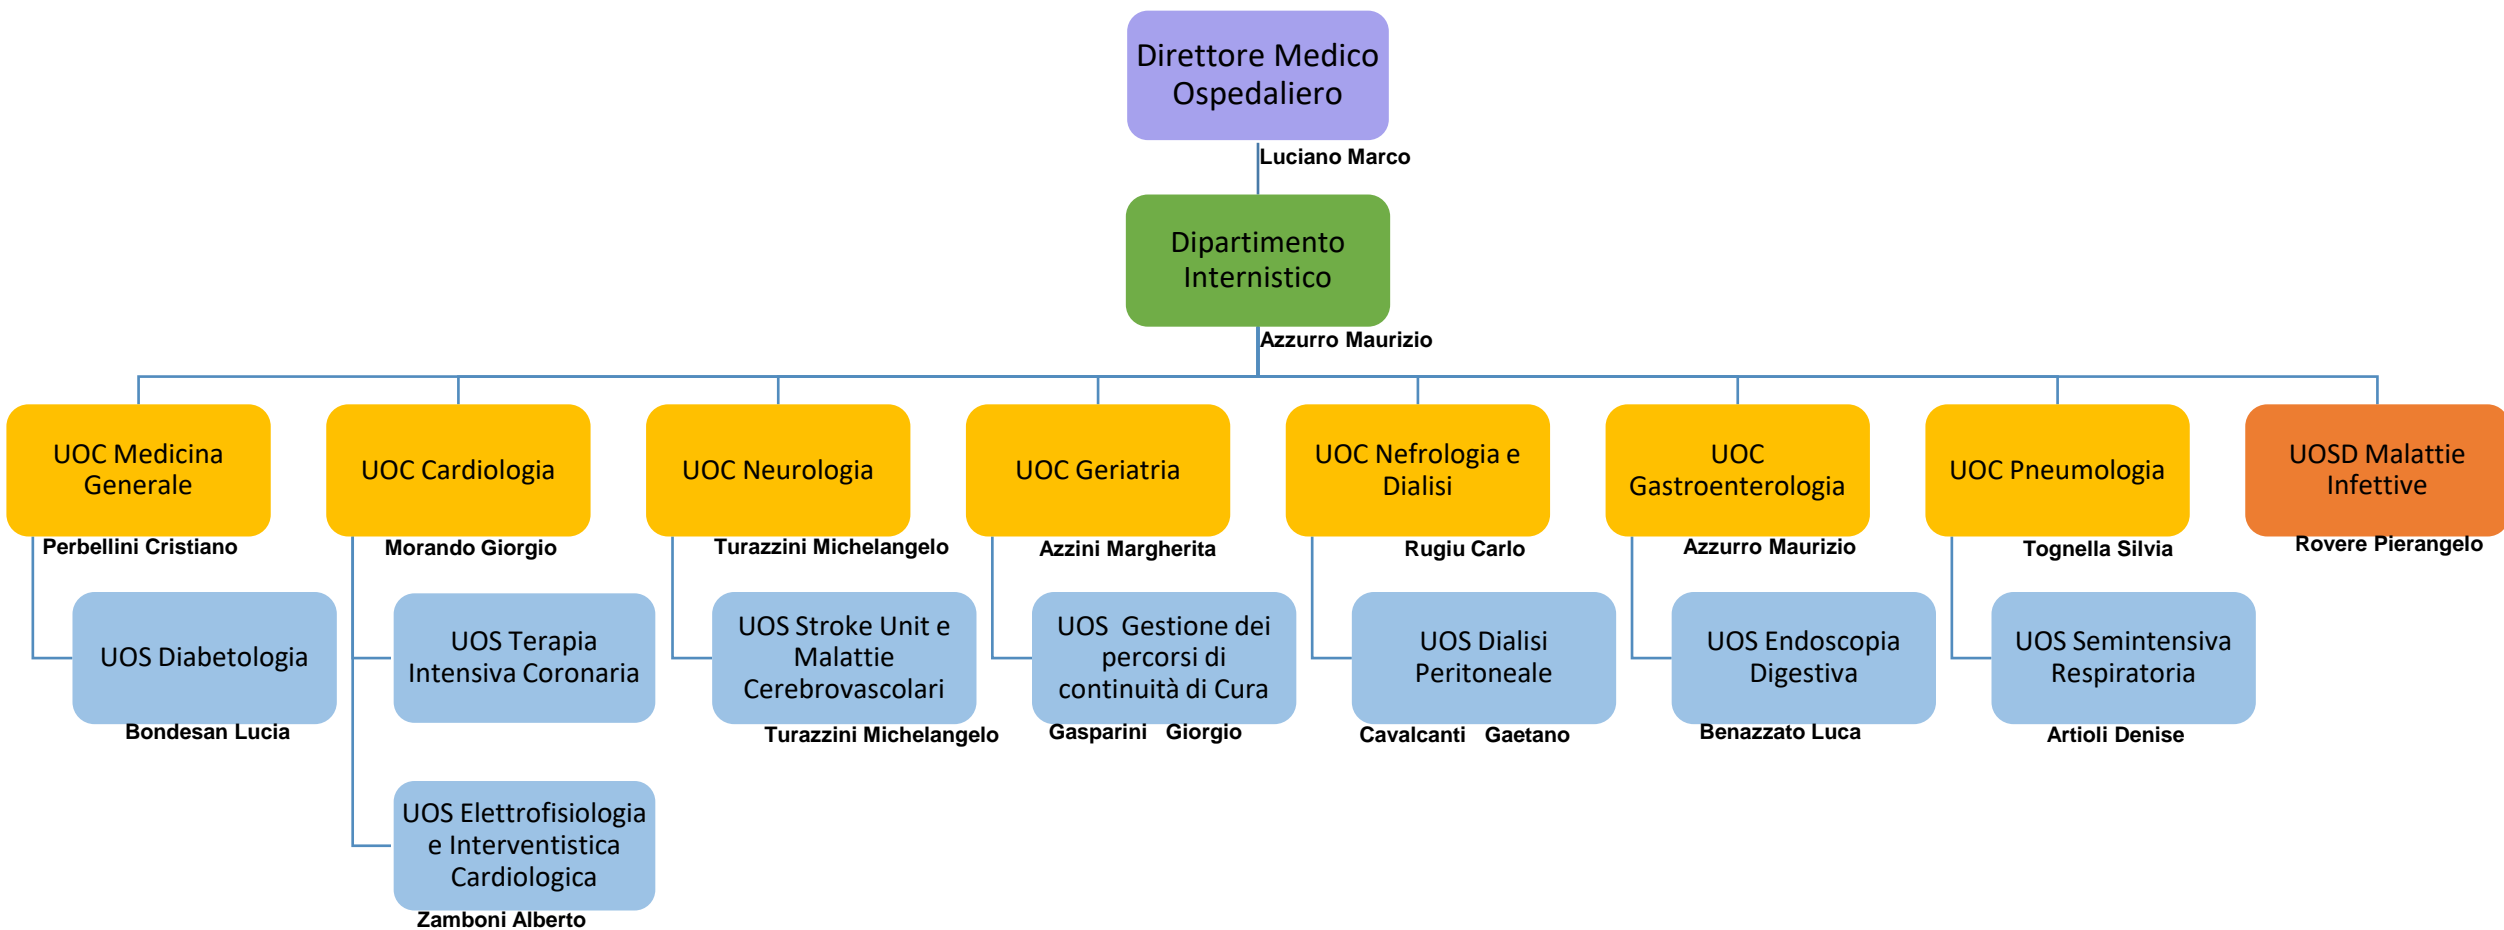 Direttore Medico
Ospedaliero
Luciano Marco
Dipartimento
Internistico
Azzurro Maurizio
UOC Medicina
Generale
Perbellini Cristiano
UOC Cardiologia
Morando Giorgio
UOC Neurologia
Turazzini Michelangelo
UOC Geriatria
Azzini Margherita
UOC Nefrologia e
Dialisi
Rugiu Carlo
UOC
Gastroenterologia
Azzurro Maurizio
UOC Pneumologia
Tognella Silvia
UOSD Malattie
Infettive
Rovere Pierangelo
UOS Diabetologia
Bondesan Lucia
UOS Terapia
Intensiva Coronaria
UOS Stroke Unit e
Malattie
Cerebrovascolari
Turazzini Michelangelo
UOS  Gestione dei
percorsi di
continuità di Cura
Gasparini   Giorgio
UOS Dialisi
Peritoneale
Cavalcanti   Gaetano
UOS Endoscopia
Digestiva
Benazzato Luca
UOS Semintensiva
Respiratoria
Artioli Denise
UOS Elettrofisiologia
e Interventistica
Cardiologica
Zamboni Alberto